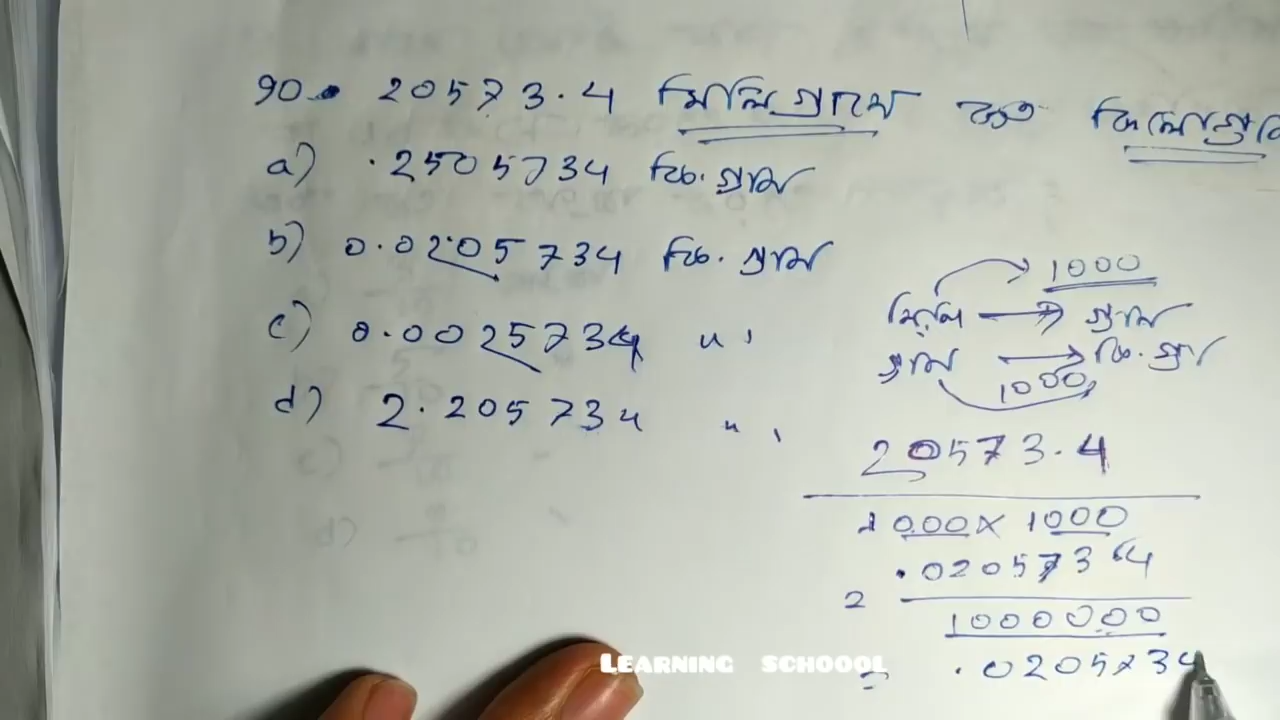 90. 20573.4 মিলিগ্রামে কত কিলোগ্রাম
a) .2505734 কি. গ্রাম
b) 0.0205734 কি. গ্রাম
c) 0.0025734 " ,
d) 2.205734 " ,
1000
মিলি → গ্রাম
গ্রাম → কি. গ্রা
1000
20573.4
1000 × 1000
.0205734
=
1000000
= .0205734
LEARNING SCHOOOL